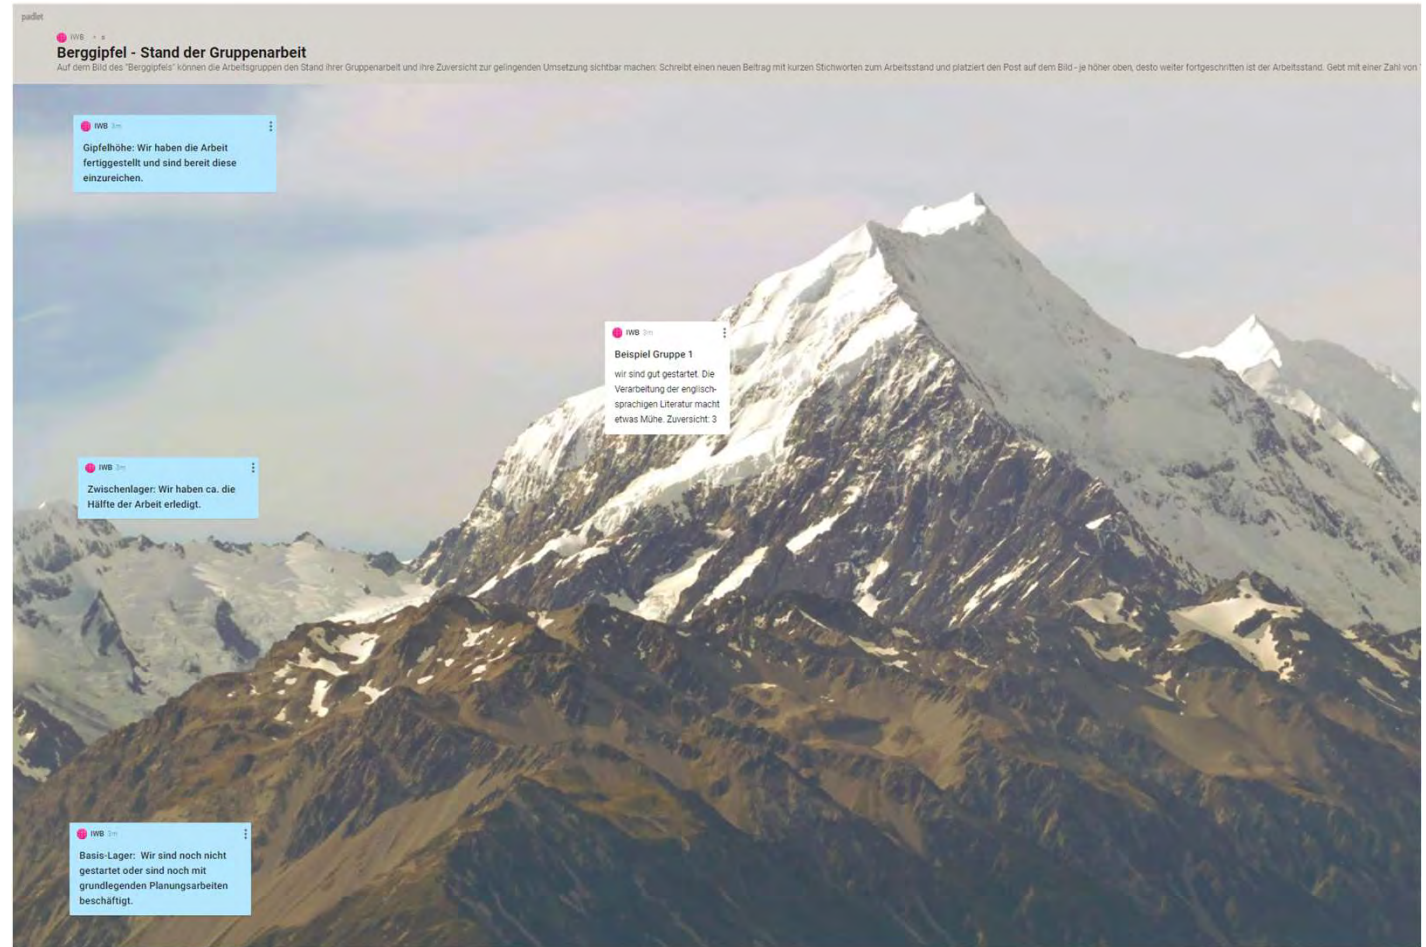 padlet
IWB
Berggipfel - Stand der Gruppenarbeit
Auf dem Bild des "Berggipfels" können die Arbeitsgruppen den Stand ihrer Gruppenarbeit und ihre Zuversicht zur gelingenden Umsetzung sichtbar machen: Schreibt einen neuen Beitrag mit kurzen Stichworten zum Arbeitsstand und platziert den Post auf dem Bild - je höher oben, desto weiter fortgeschritten ist der Arbeitsstand. Gebt mit einer Zahl von
IWB 3m
Gipfelhöhe: Wir haben die Arbeit
fertiggestellt und sind bereit diese
einzureichen.
IWB 3m
Beispiel Gruppe 1
wir sind gut gestartet. Die
Verarbeitung der englisch-
sprachigen Literatur macht
etwas Mühe. Zuversicht: 3
IWB 3m
Zwischenlager: Wir haben ca. die
Hälfte der Arbeit erledigt.
IWB 3m
Basis-Lager: Wir sind noch nicht
gestartet oder sind noch mit
grundlegenden Planungsarbeiten
beschäftigt.